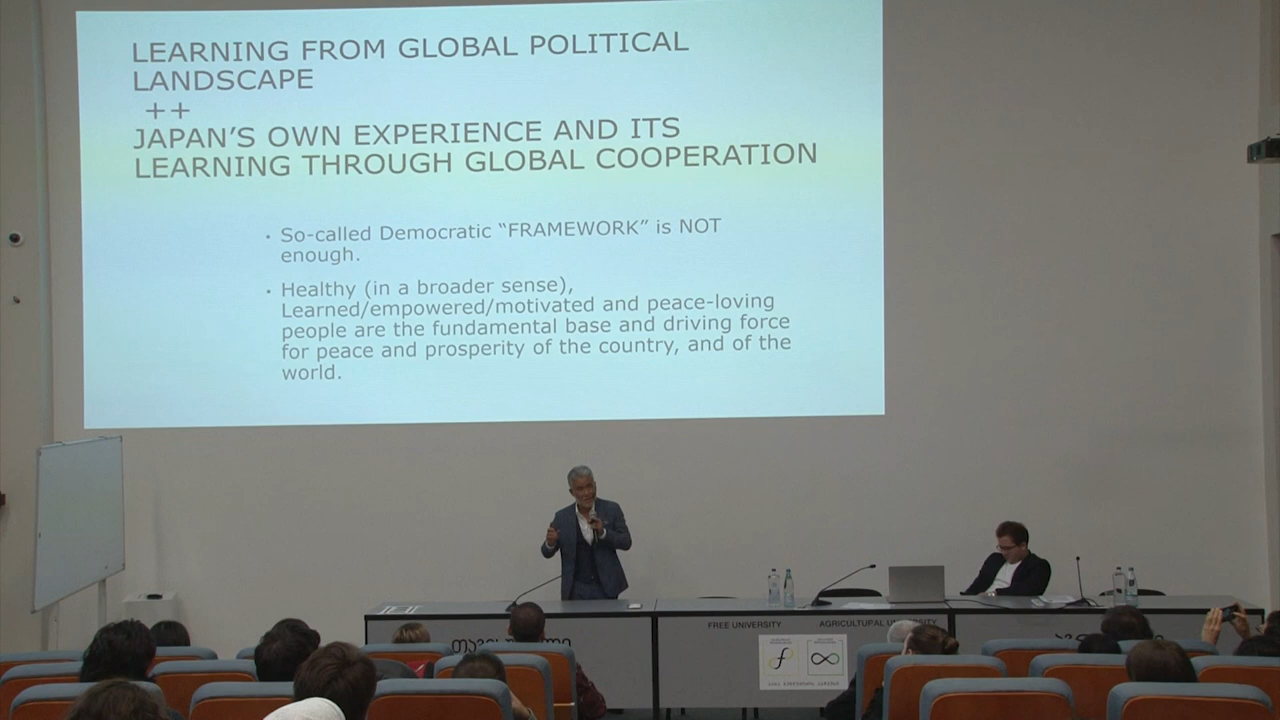 LEARNING FROM GLOBAL POLITICAL
LANDSCAPE
++
JAPAN’S OWN EXPERIENCE AND ITS
LEARNING THROUGH GLOBAL COOPERATION
• So-called Democratic “FRAMEWORK” is NOT
enough.
• Healthy (in a broader sense),
Learned/empowered/motivated and peace-loving
people are the fundamental base and driving force
for peace and prosperity of the country, and of the
world.
FREE UNIVERSITY
AGRICULTURAL UNIVERSITY